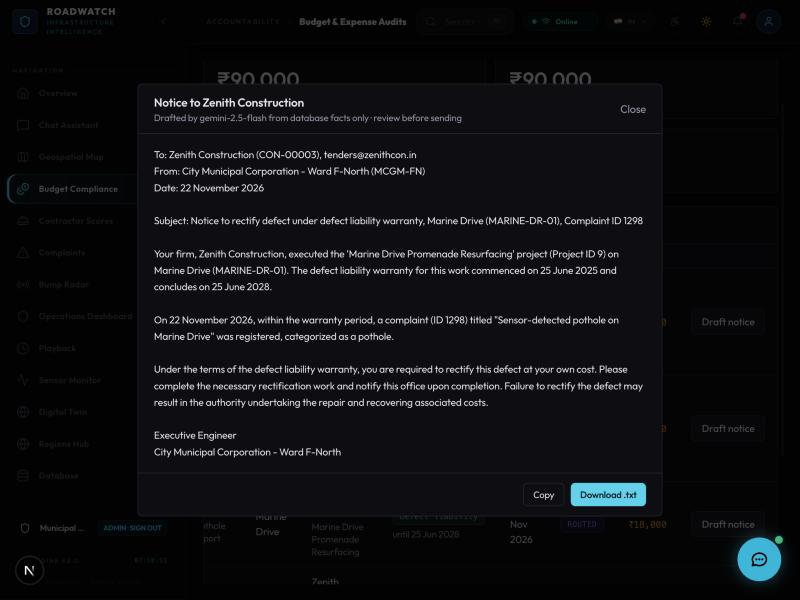 ROADWATCH
INFRASTRUCTURE
INTELLIGENCE
ACCOUNTABILITY
Budget & Expense Audits
Search
Online
IN
NAVIGATION
Overview
Chat Assistant
Geospatial Map
Budget Compliance
Contractor Scores
Complaints
Bump Radar
Operations Dashboard
Playback
Sensor Monitor
Digital Twin
Regions Hub
Database
Municipal ...
ADMIN·SIGN OUT
N
₹90,000
₹90,000
Notice to Zenith Construction
Drafted by gemini-2.5-flash from database facts only · review before sending
Close
To: Zenith Construction (CON-00003), tenders@zenithcon.in
From: City Municipal Corporation - Ward F-North (MCGM-FN)
Date: 22 November 2026
Subject: Notice to rectify defect under defect liability warranty, Marine Drive (MARINE-DR-01), Complaint ID 1298
Your firm, Zenith Construction, executed the 'Marine Drive Promenade Resurfacing' project (Project ID 9) on
Marine Drive (MARINE-DR-01). The defect liability warranty for this work commenced on 25 June 2025 and
concludes on 25 June 2028.
On 22 November 2026, within the warranty period, a complaint (ID 1298) titled "Sensor-detected pothole on
Marine Drive" was registered, categorized as a pothole.
Under the terms of the defect liability warranty, you are required to rectify this defect at your own cost. Please
complete the necessary rectification work and notify this office upon completion. Failure to rectify the defect may
result in the authority undertaking the repair and recovering associated costs.
Executive Engineer
City Municipal Corporation - Ward F-North
Copy
Download .txt
Draft notice
Draft notice
Draft notice
Marine
Drive
Marine Drive
Promenade
Resurfacing
until 25 Jun 2028
Nov
2026
ROUTED
₹18,000
Zenith